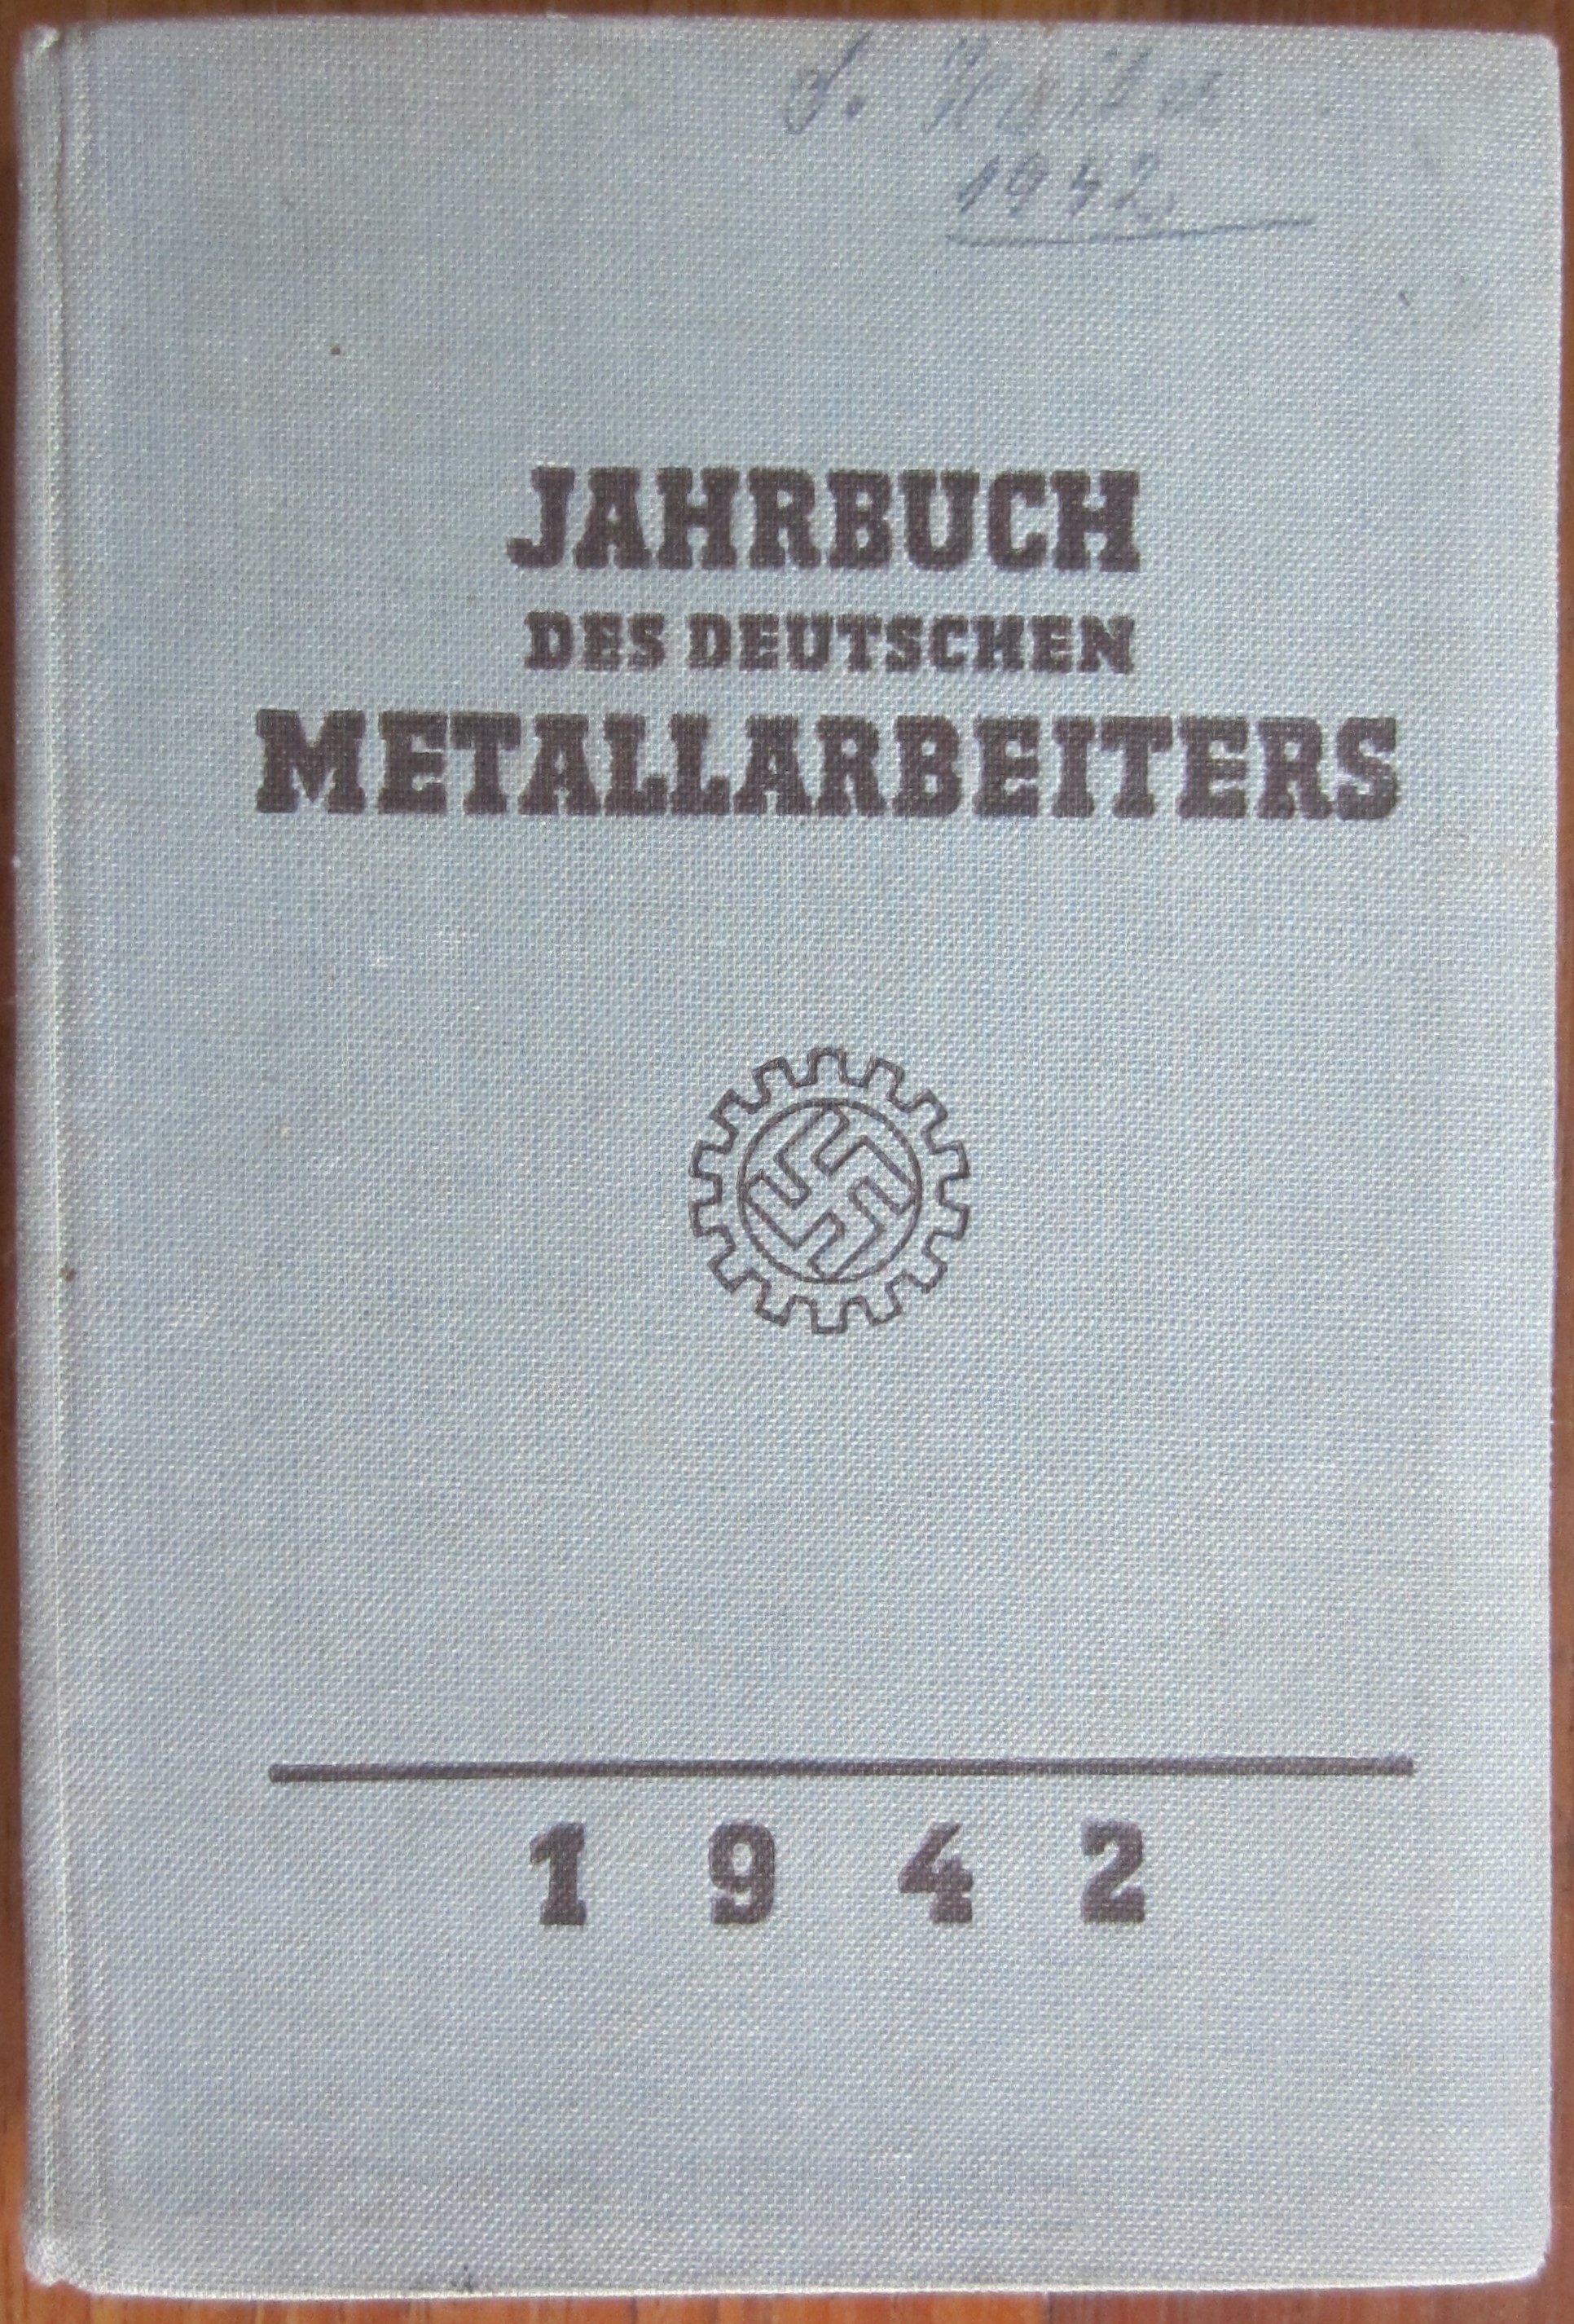 1942
JAHRBUCH
DES DEUTSCHEN
METALLARBEITERS
1942